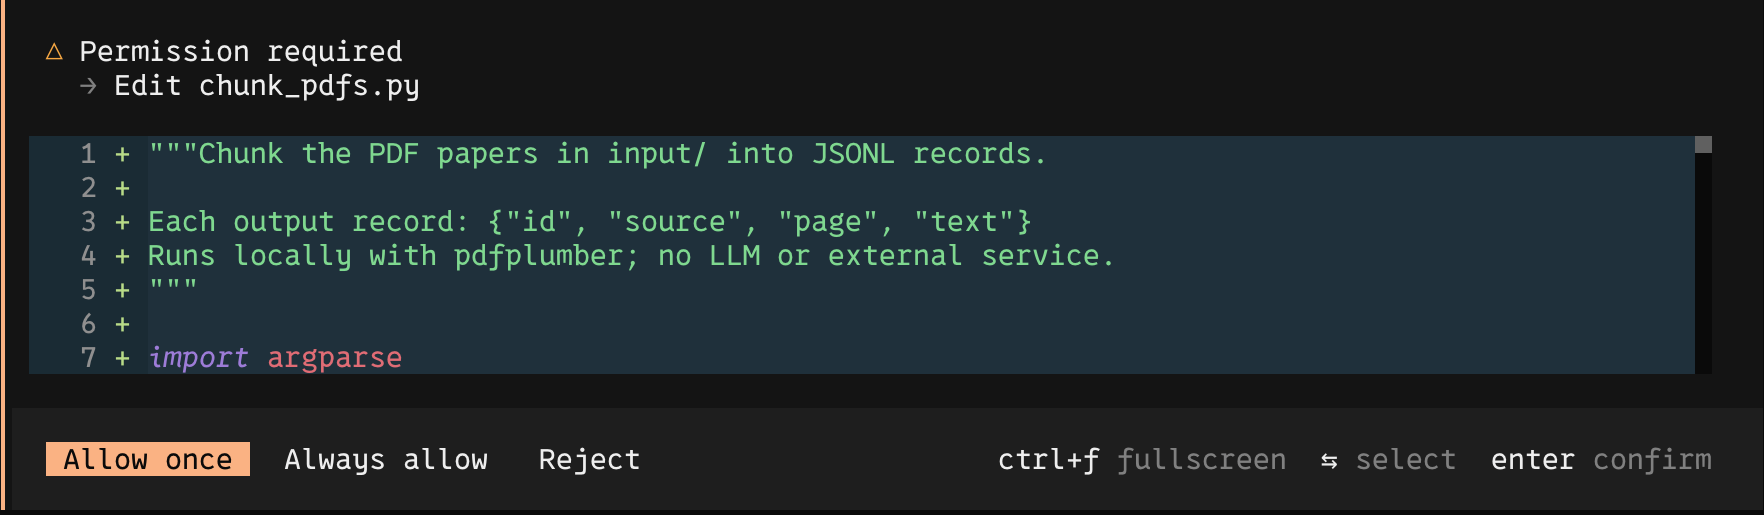 △ Permission required
→ Edit chunk_pdfs.py
1 + """Chunk the PDF papers in input/ into JSONL records.
2 +
3 + Each output record: {"id", "source", "page", "text"}
4 + Runs locally with pdfplumber; no LLM or external service.
5 + """
6 +
7 + import argparse
Allow once Always allow Reject ctrl+f fullscreen ⇆ select enter confirm